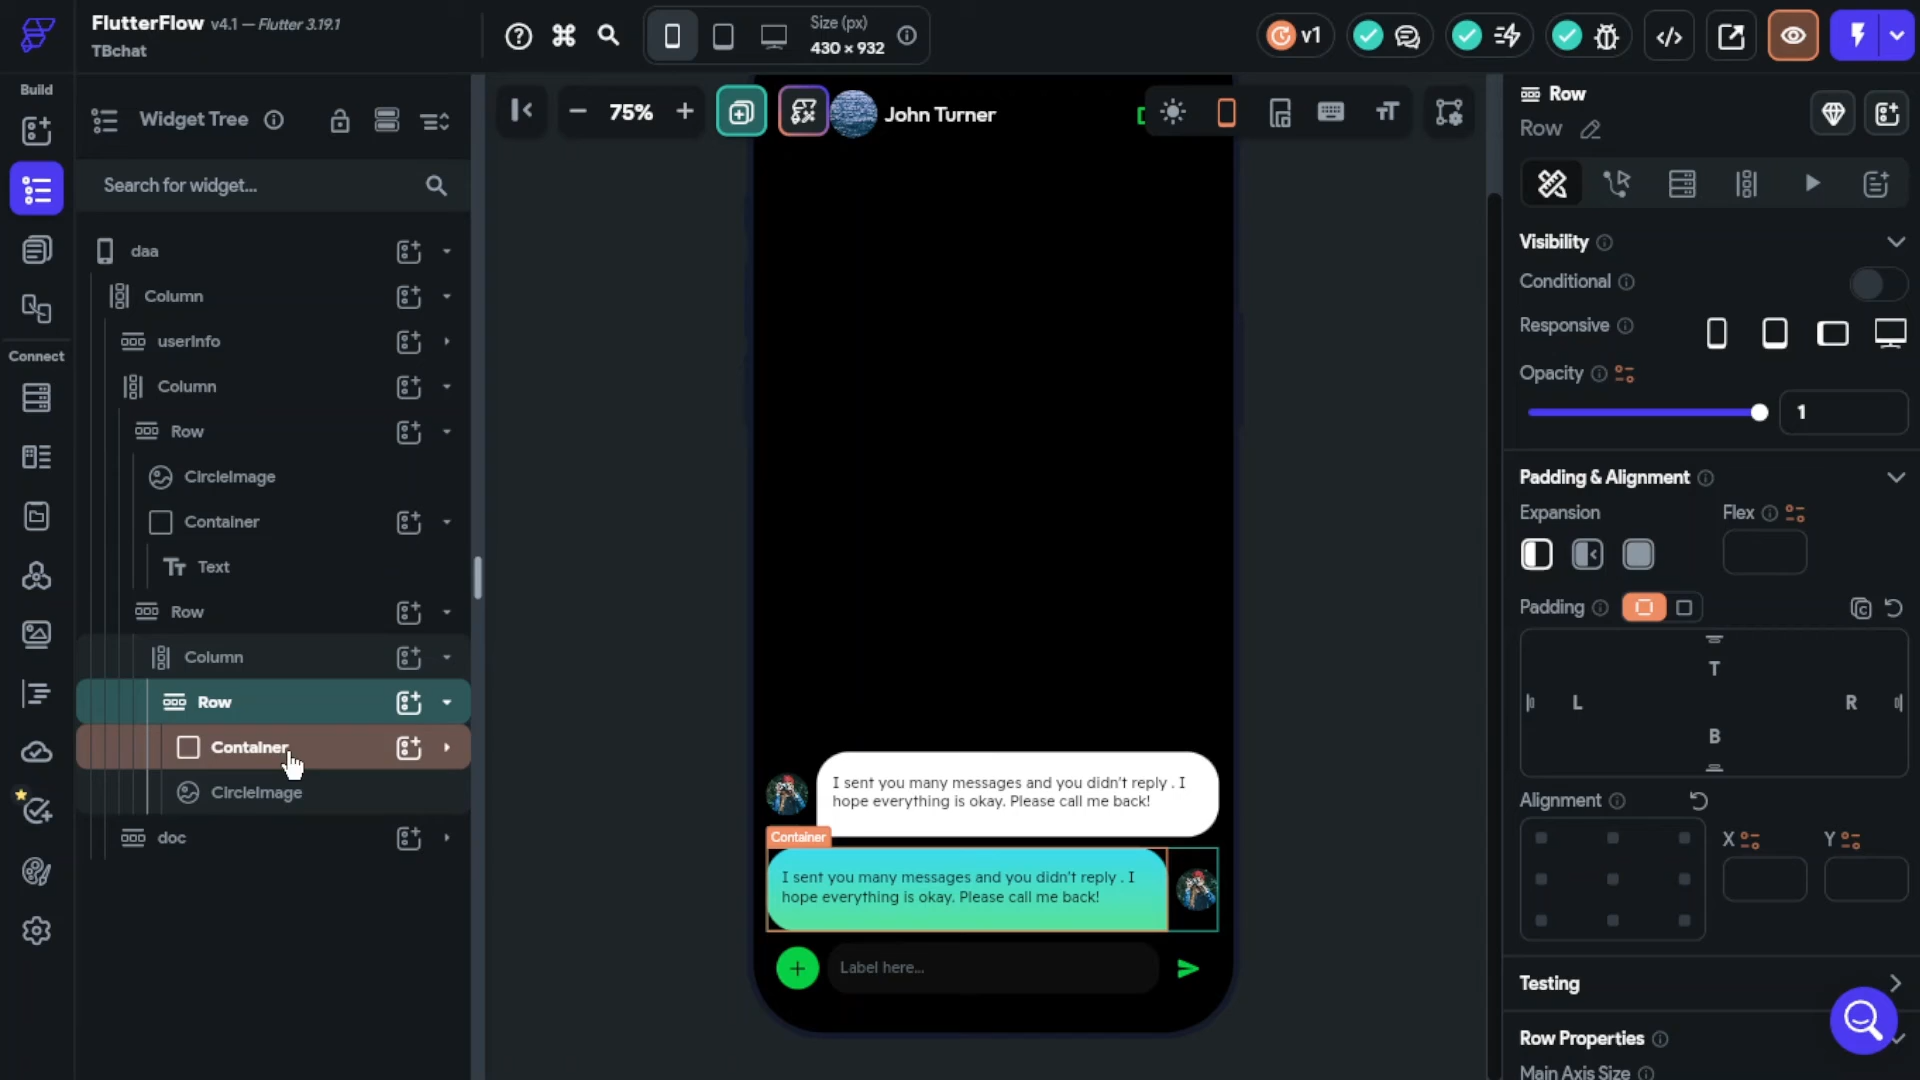 FlutterFlow v4.1 — Flutter 3.19.1
TBchat
Size (px)
430 × 932
v1
Build
Connect
Widget Tree
Search for widget...
daa
Column
userInfo
Column
Row
CircleImage
Container
Text
Row
Column
Row
Container
CircleImage
doc
75%
John Turner
I sent you many messages and you didn't reply . I
hope everything is okay. Please call me back!
Container
I sent you many messages and you didn't reply . I
hope everything is okay. Please call me back!
Label here...
Row
Row
Visibility
Conditional
Responsive
Opacity
1
Padding & Alignment
Expansion
Flex
Padding
T
L
R
B
Alignment
X
Y
Testing
Row Properties
Main Axis Size